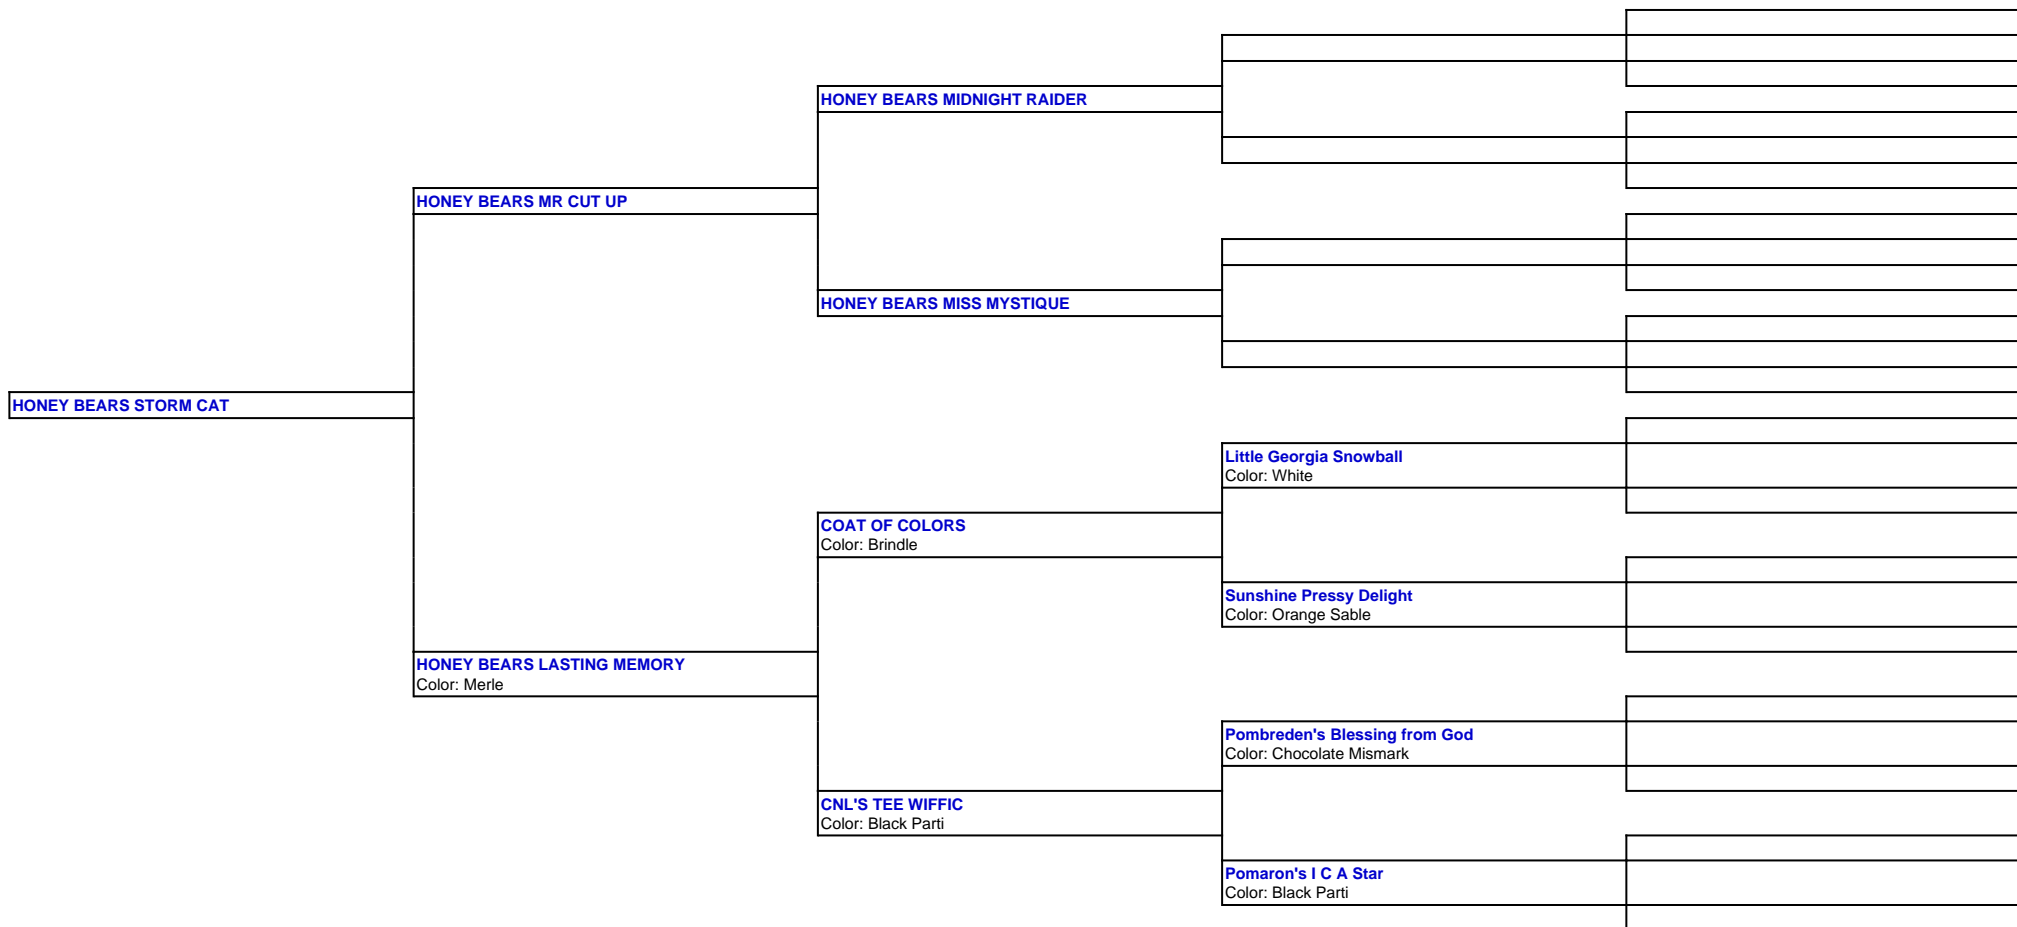 HONEY BEARS MIDNIGHT RAIDER
HONEY BEARS MR CUT UP
HONEY BEARS MISS MYSTIQUE
HONEY BEARS STORM CAT
Little Georgia Snowball
Color: White
COAT OF COLORS
Color: Brindle
Sunshine Pressy Delight
Color: Orange Sable
HONEY BEARS LASTING MEMORY
Color: Merle
Pombreden's Blessing from God
Color: Chocolate Mismark
CNL'S TEE WIFFIC
Color: Black Parti
Pomaron's I C A Star
Color: Black Parti